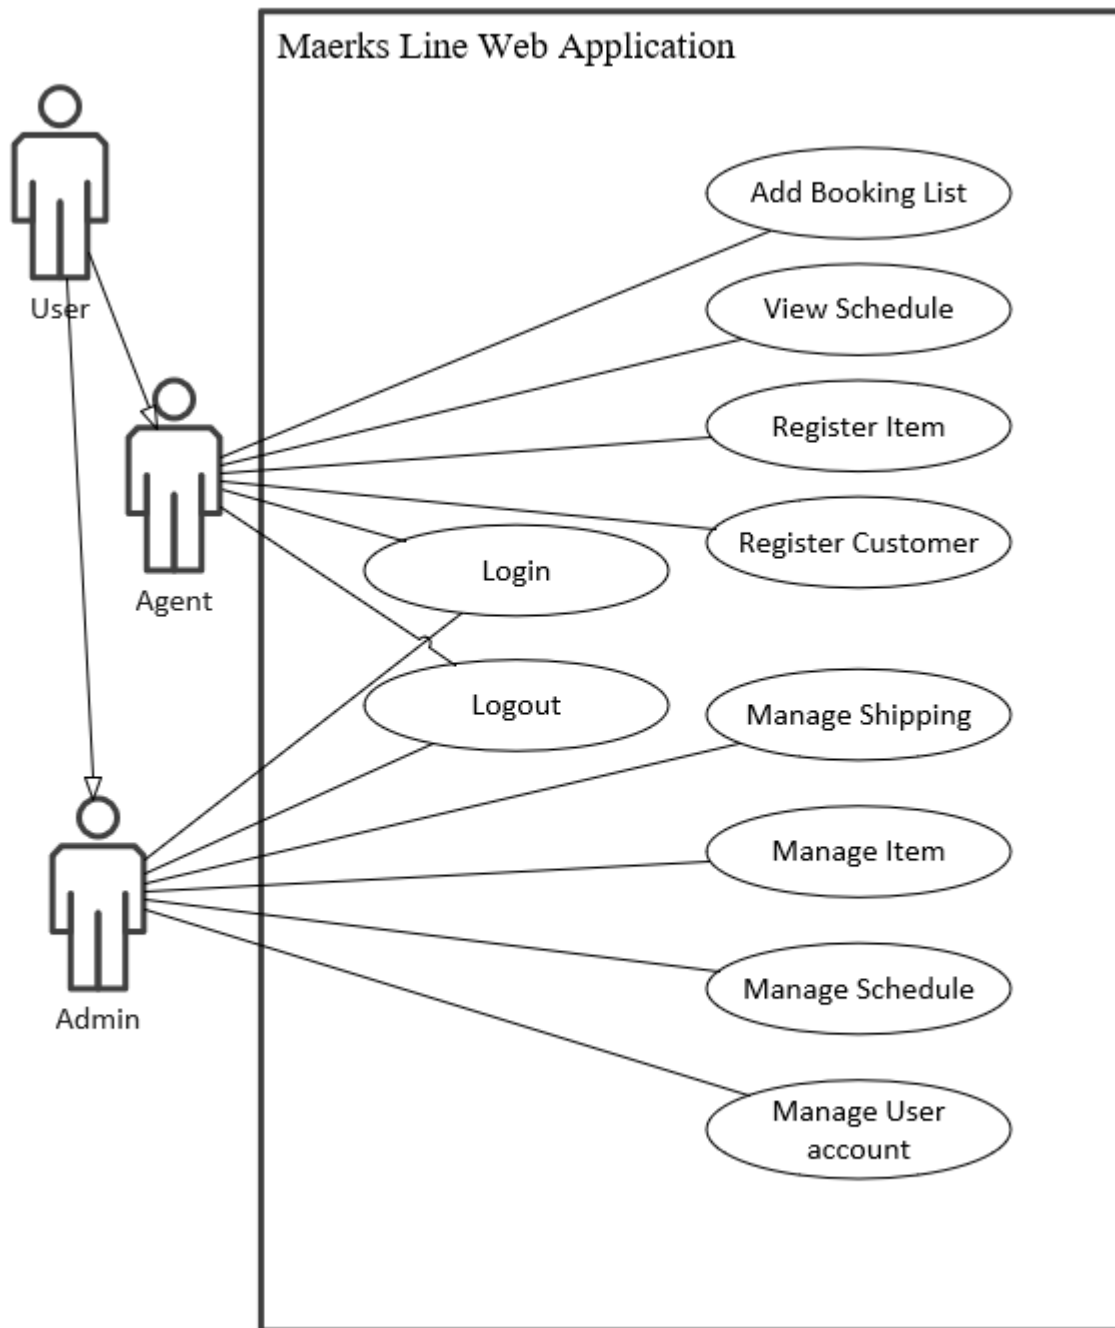 Maerks Line Web Application
Add Booking List
User
View Schedule
Register Item
Register Customer
Agent
Login
Logout
Manage Shipping
Manage Item
Admin
Manage Schedule
Manage User
account